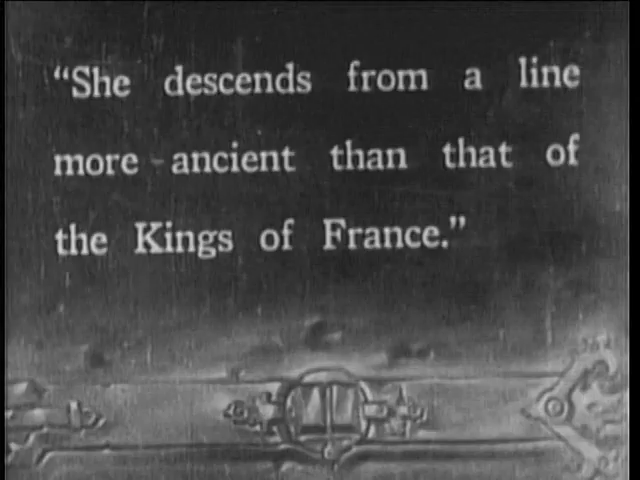 “She descends from a line
more ancient than that of
the Kings of France.”